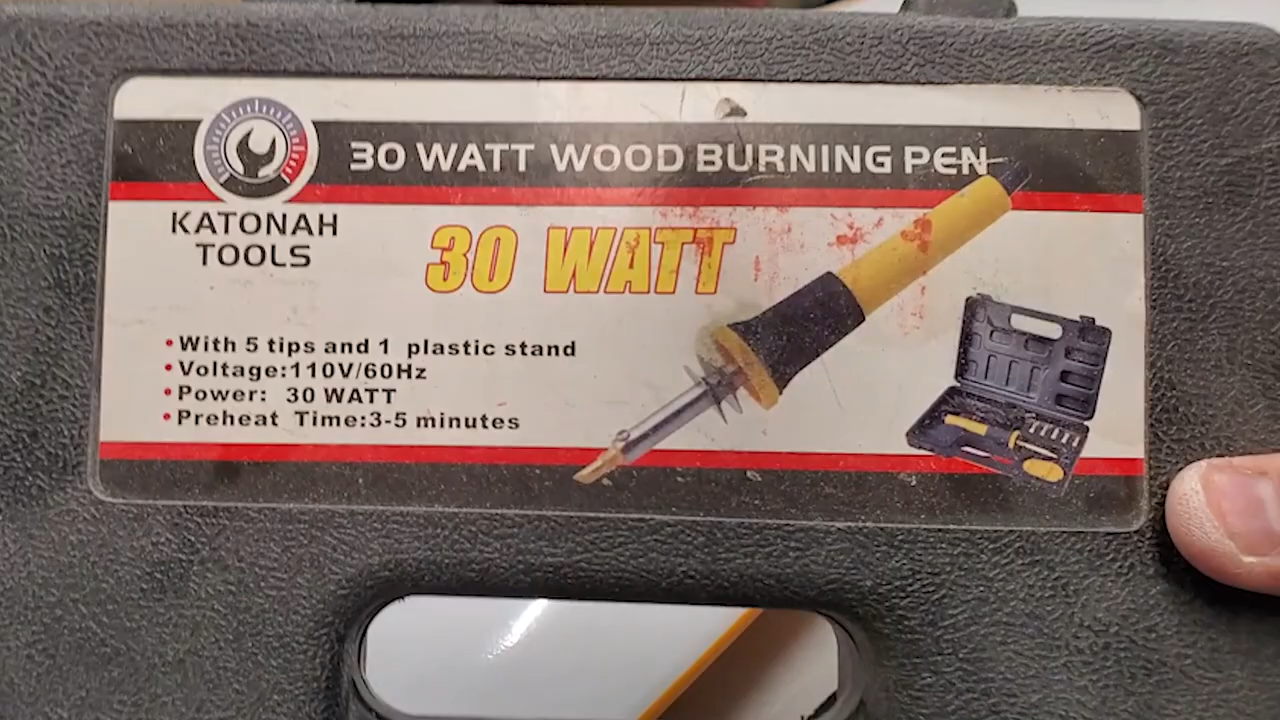 30 WATT WOOD BURNING PEN
KATONAH
TOOLS
30 WATT
•With 5 tips and 1 plastic stand
•Voltage:110V/60Hz
•Power: 30 WATT
•Preheat Time:3-5 minutes